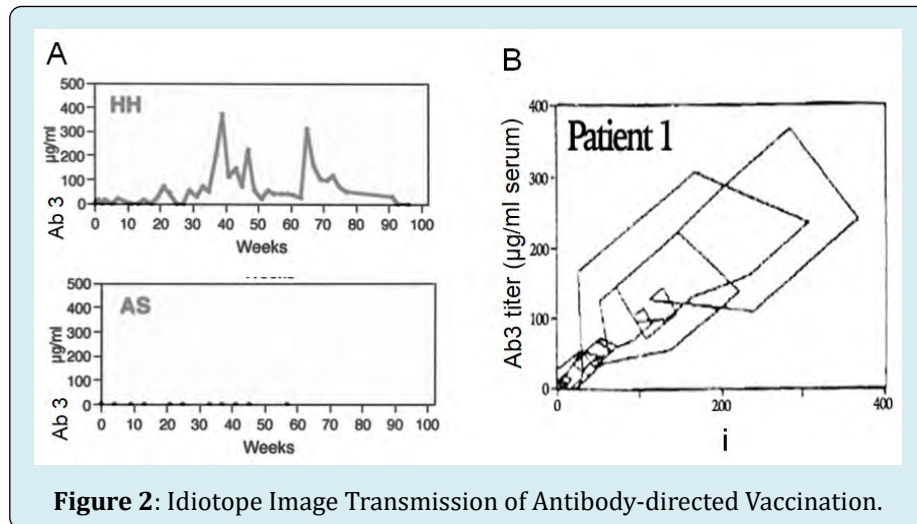 A
500
400
300
200
100
0
µg/ml
Ab 3
HH
0 10 20 30 40 50 60 70 80 90 100
Weeks
500
400
300
200
100
0
µg/ml
Ab 3
AS
0 10 20 30 40 50 60 70 80 90 100
Weeks
B
Ab3 titer (µg/ml serum)
400
300
200
100
0
Patient 1
0 200 400
i
Figure 2: Idiotope Image Transmission of Antibody-directed Vaccination.